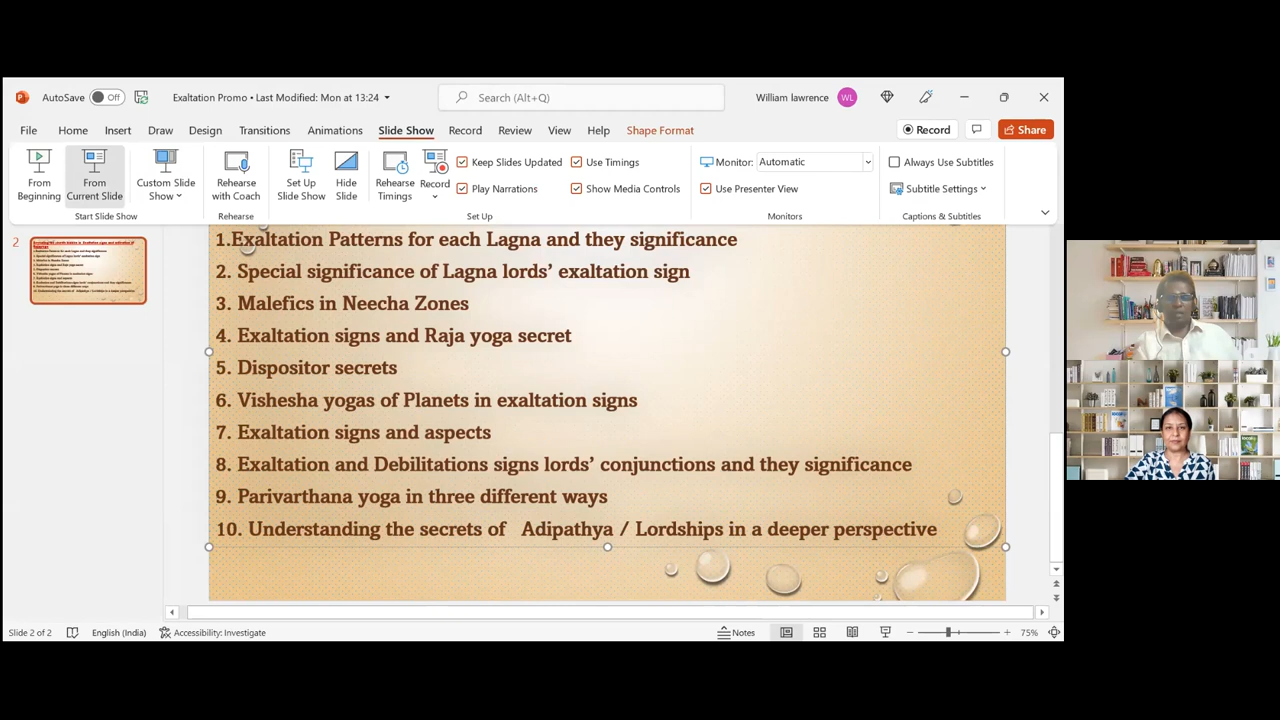 AutoSave Off Exaltation Promo • Last Modified: Mon at 13:24 Search (Alt+Q) William lawrence WL
File Home Insert Draw Design Transitions Animations Slide Show Record Review View Help Shape Format Record Share
From Beginning
From Current Slide
Custom Slide Show
Rehearse with Coach
Set Up Slide Show
Hide Slide
Rehearse Timings
Record
Keep Slides Updated
Use Timings
Play Narrations
Show Media Controls
Monitor: Automatic
Use Presenter View
Always Use Subtitles
Subtitle Settings
Start Slide Show Rehearse Set Up Monitors Captions & Subtitles
2
1.Exaltation Patterns for each Lagna and they significance
2. Special significance of Lagna lords’ exaltation sign
3. Malefics in Neecha Zones
4. Exaltation signs and Raja yoga secret
5. Dispositor secrets
6. Vishesha yogas of Planets in exaltation signs
7. Exaltation signs and aspects
8. Exaltation and Debilitations signs lords’ conjunctions and they significance
9. Parivarthana yoga in three different ways
10. Understanding the secrets of Adipathya / Lordships in a deeper perspective
Slide 2 of 2 English (India) Accessibility: Investigate Notes 75%